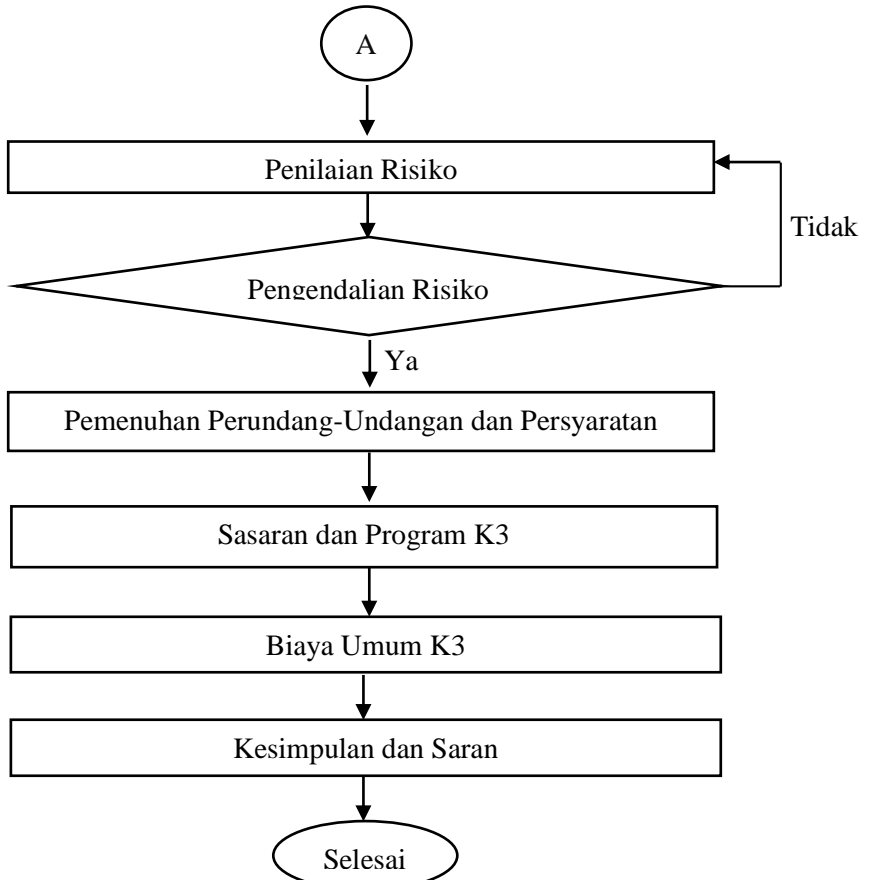 A
Penilaian Risiko
Tidak
Pengendalian Risiko
Ya
Pemenuhan Perundang-Undangan dan Persyaratan
Sasaran dan Program K3
Biaya Umum K3
Kesimpulan dan Saran
Selesai